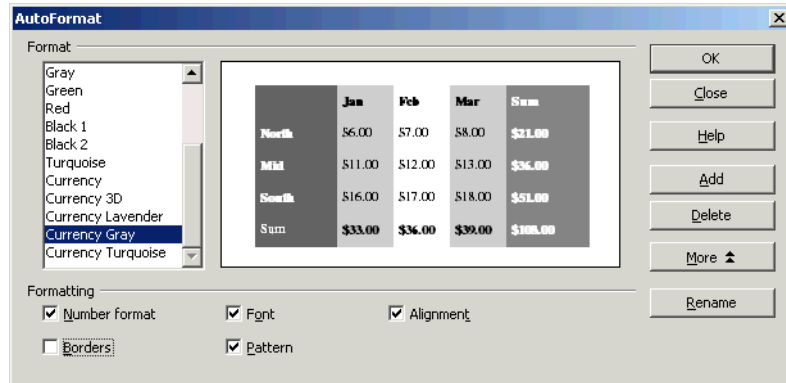 AutoFormat
Format
Gray
Green
Red
Black 1
Black 2
Turquoise
Currency
Currency 3D
Currency Lavender
Currency Gray
Currency Turquoise
Jan Feb Mar Sum
North $6.00 $7.00 $8.00 $21.00
Mid $11.00 $12.00 $13.00 $36.00
South $16.00 $17.00 $18.00 $51.00
Sum $33.00 $36.00 $39.00 $108.00
OK
Close
Help
Add
Delete
More
Rename
Formatting
Number format Font Alignment
Borders Pattern